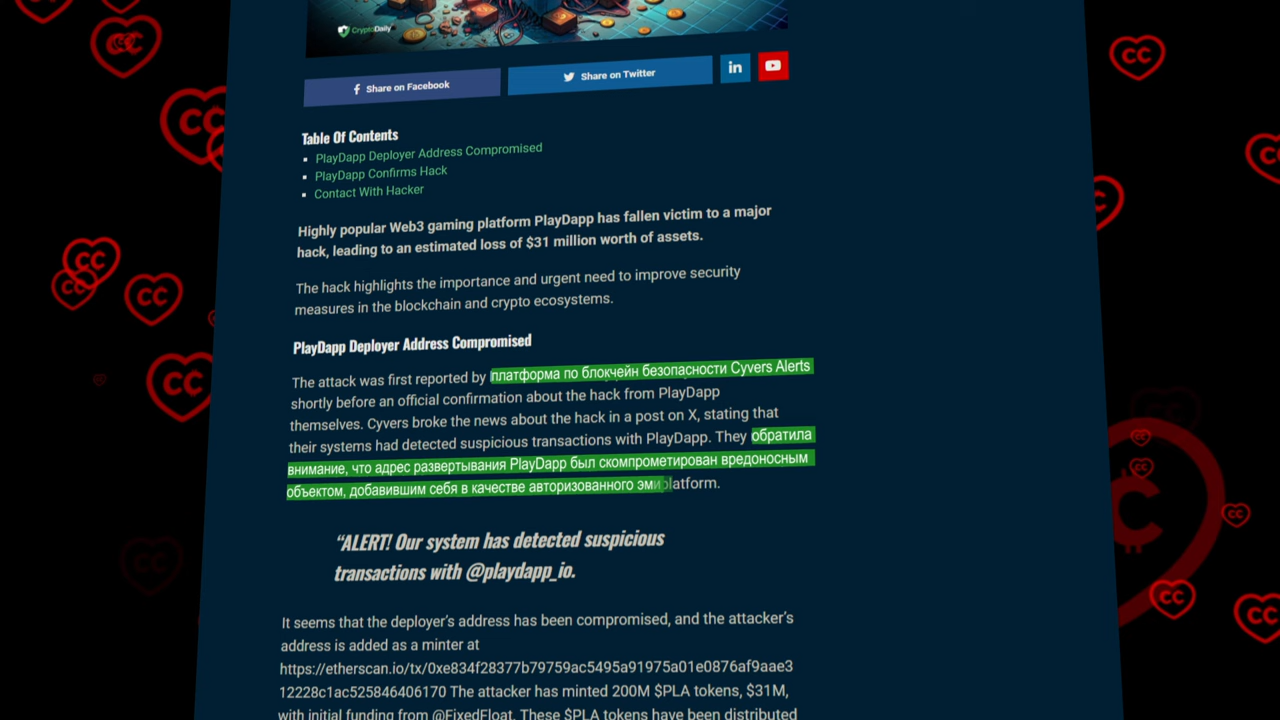 CryptoDaily
Share on Facebook
Share on Twitter
in
Table Of Contents
PlayDapp Deployer Address Compromised
PlayDapp Confirms Hack
Contact With Hacker
Highly popular Web3 gaming platform PlayDapp has fallen victim to a major
hack, leading to an estimated loss of $31 million worth of assets.
The hack highlights the importance and urgent need to improve security
measures in the blockchain and crypto ecosystems.
PlayDapp Deployer Address Compromised
The attack was first reported by платформа по блокчейн безопасности Cyvers Alerts
shortly before an official confirmation about the hack from PlayDapp
themselves. Cyvers broke the news about the hack in a post on X, stating that
their systems had detected suspicious transactions with PlayDapp. They обратила
внимание, что адрес развертывания PlayDapp был скомпрометирован вредоносным
объектом, добавившим себя в качестве авторизованного эми platform.
“ALERT! Our system has detected suspicious
transactions with @playdapp_io.
It seems that the deployer’s address has been compromised, and the attacker’s
address is added as a minter at
https://etherscan.io/tx/0xe834f28377b79759ac5495a91975a01e0876af9aae3
12228c1ac525846406170 The attacker has minted 200M $PLA tokens, $31M,
with initial funding from @FixedFloat. These $PLA tokens have been distributed